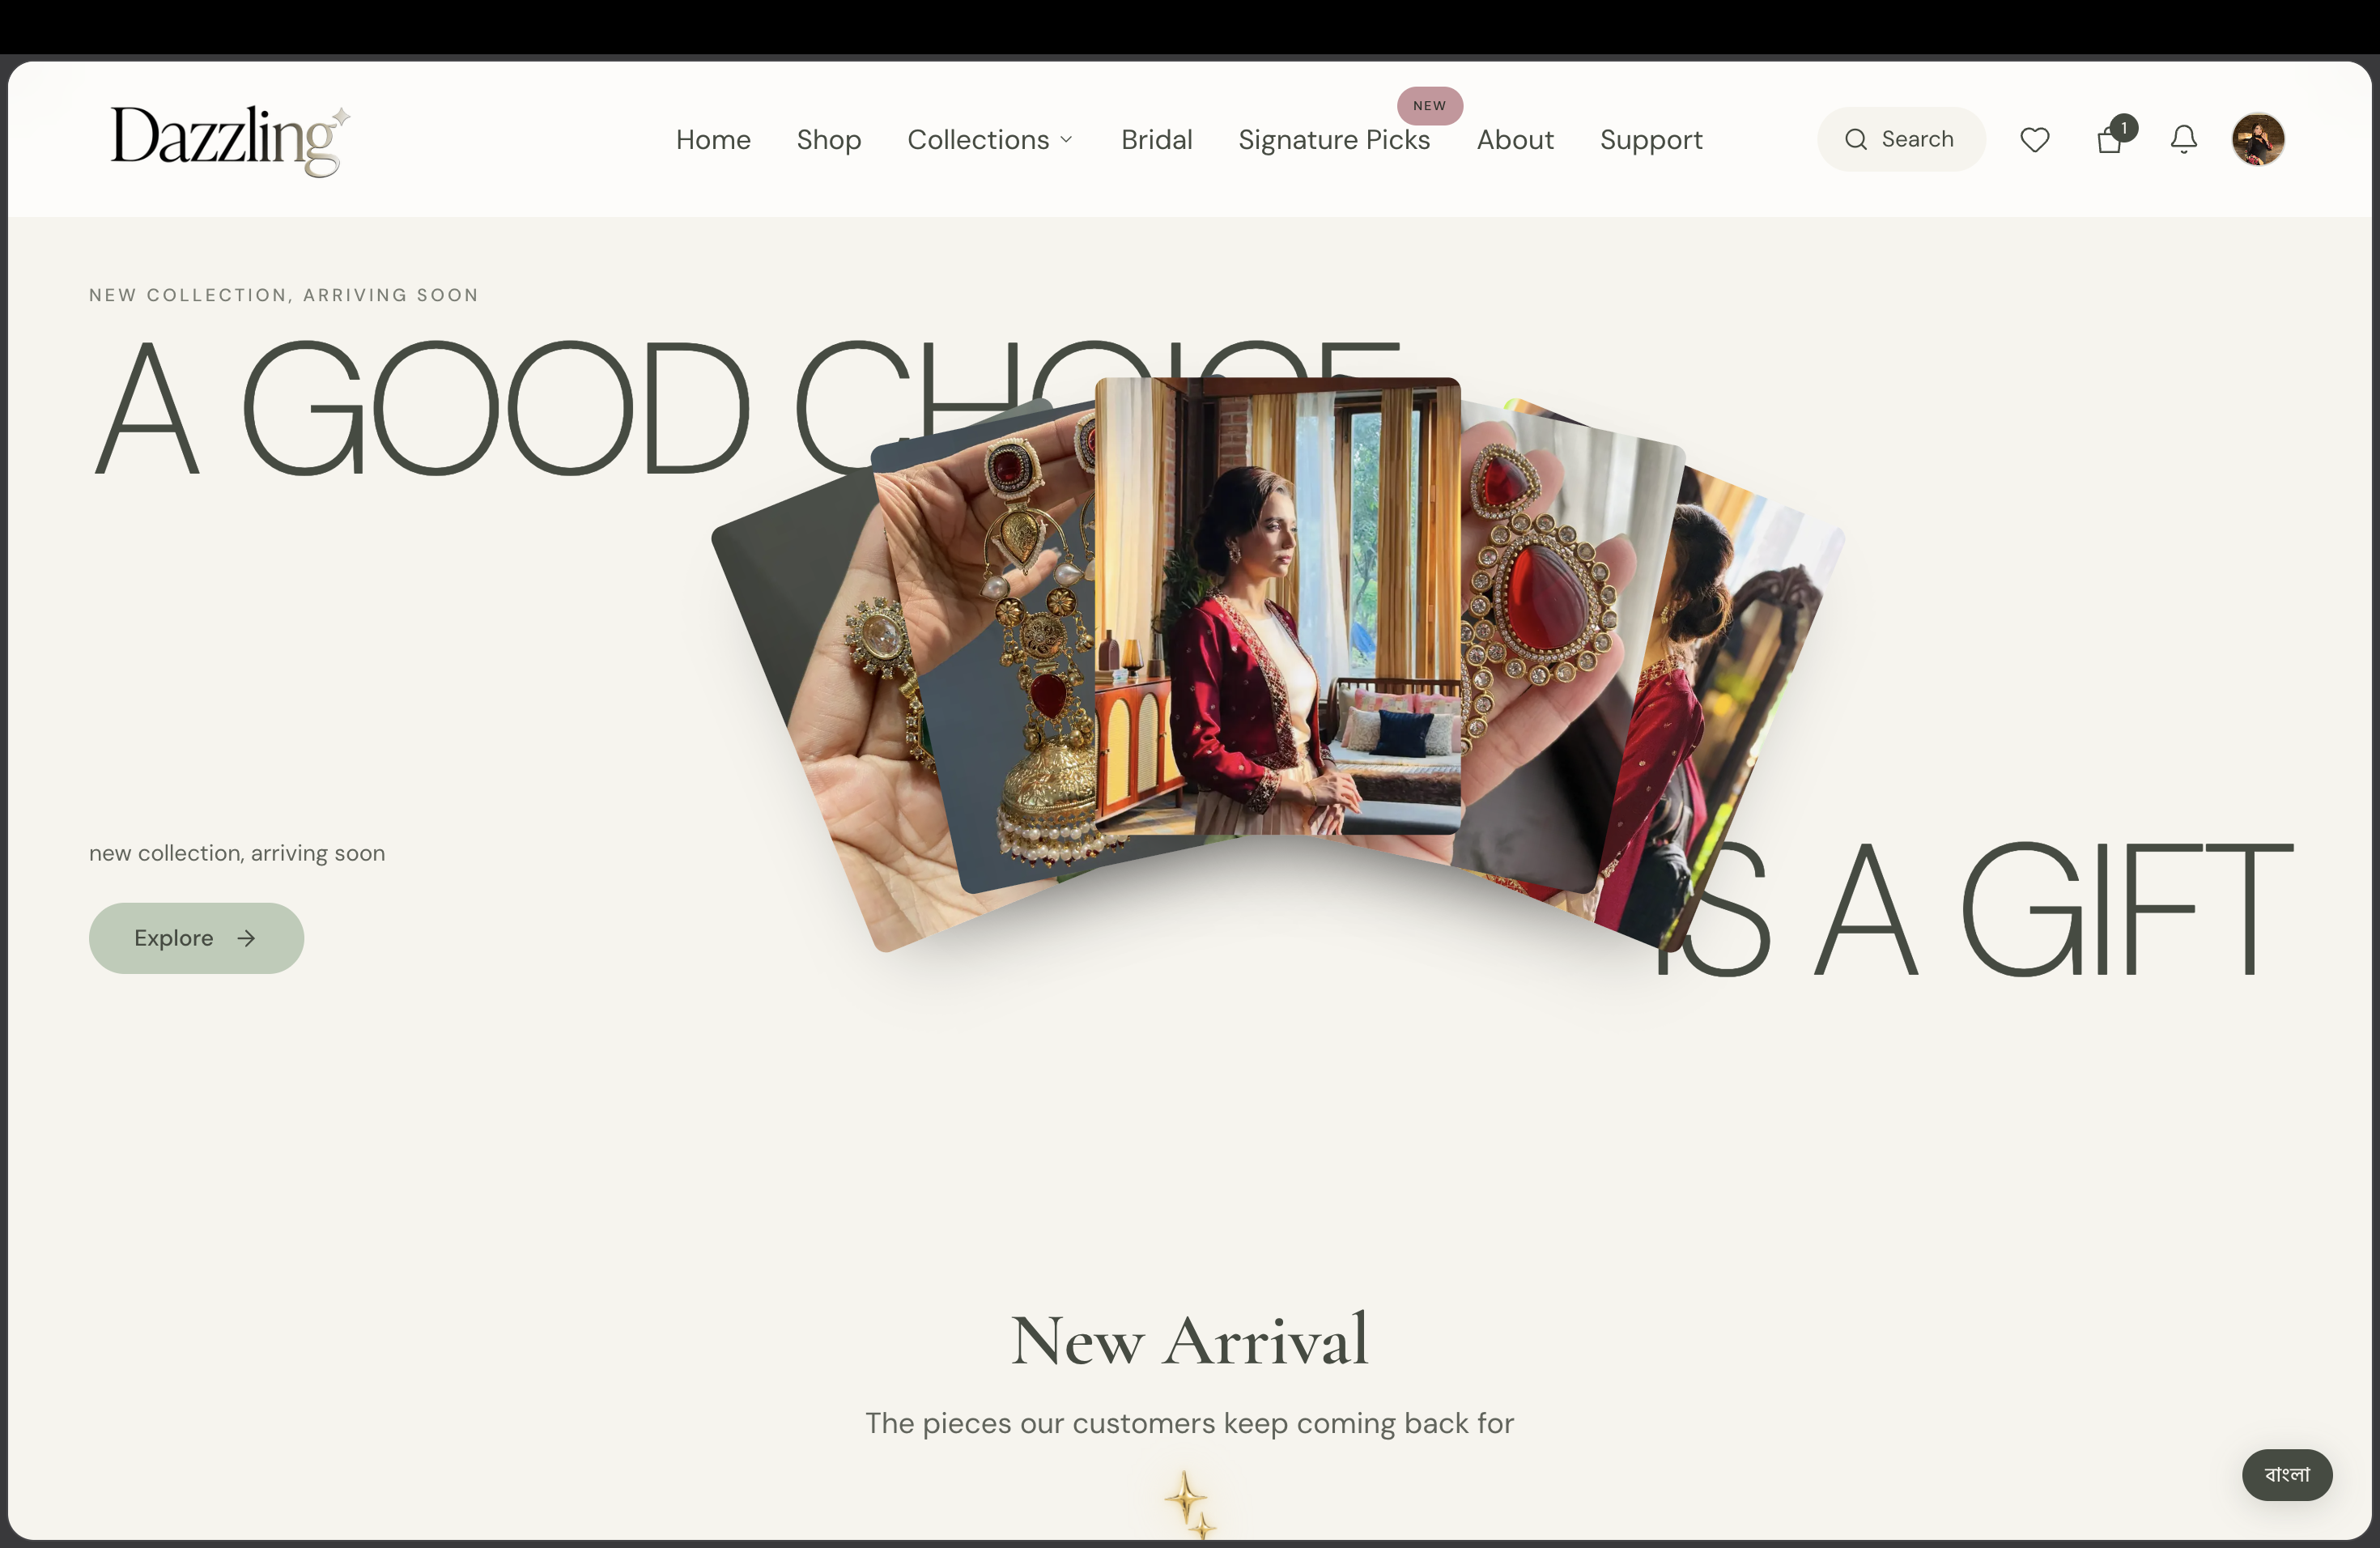 Dazzling
NEW
Home Shop Collections Bridal Signature Picks About Support
Search
1
NEW COLLECTION, ARRIVING SOON
A GOOD CHOICE
new collection, arriving soon
Explore
IS A GIFT
New Arrival
The pieces our customers keep coming back for
বাংলা